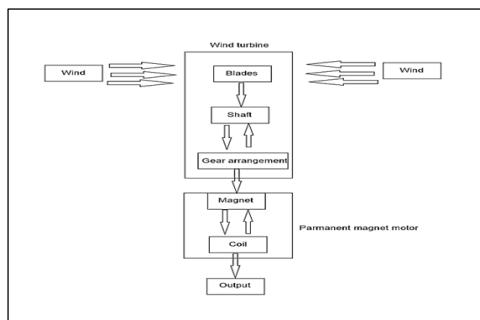 Wind turbine
Wind
Blades
Wind
Shaft
Gear arrangement
Magnet
Parmanent magnet motor
Coil
Output